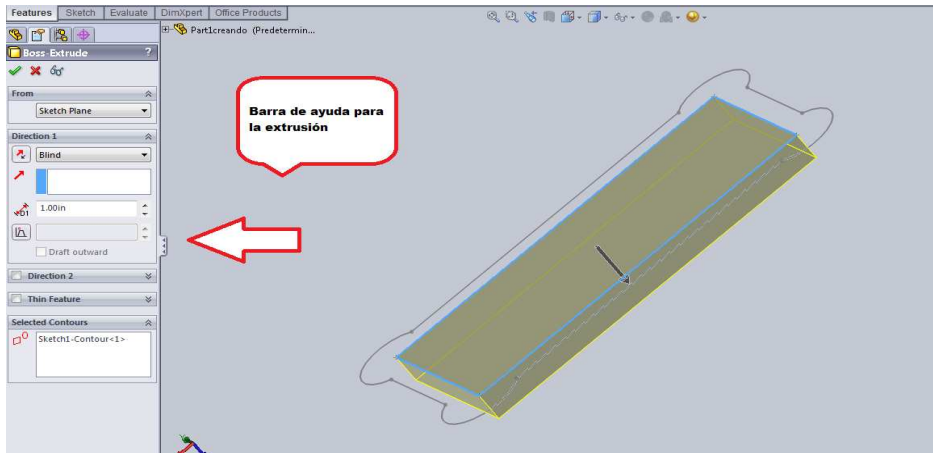 Features Sketch Evaluate DimXpert Office Products
Part1creando (Predetermin...
Boss-Extrude ?
From
Sketch Plane
Direction 1
Blind
D1 1.00in
Draft outward
Direction 2
Thin Feature
Selected Contours
Sketch1-Contour<1>
Barra de ayuda para
la extrusión